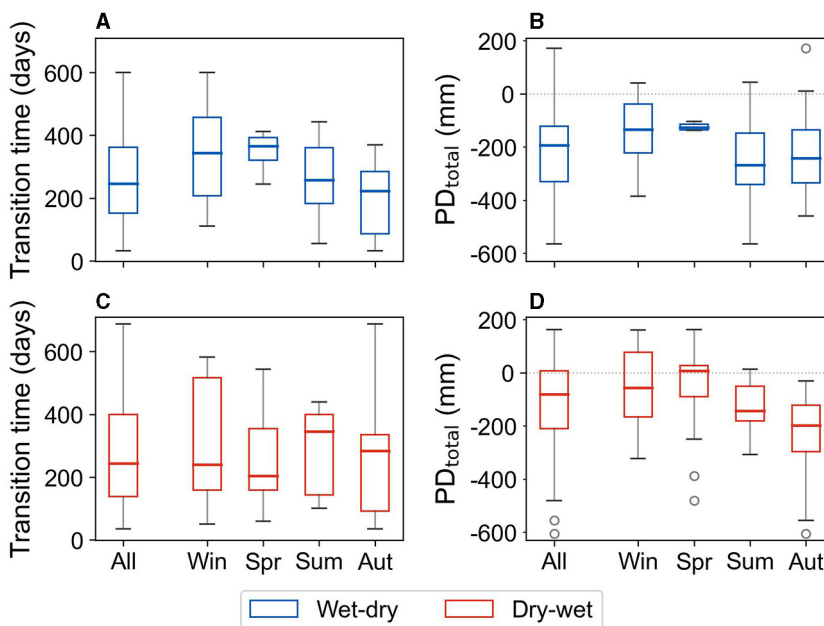 A
B
Transition time (days)
600
400
200
0
PDtotal (mm)
200
0
-200
-400
-600
C
D
Transition time (days)
600
400
200
0
PDtotal (mm)
200
0
-200
-400
-600
All Win Spr Sum Aut
All Win Spr Sum Aut
Wet-dry Dry-wet